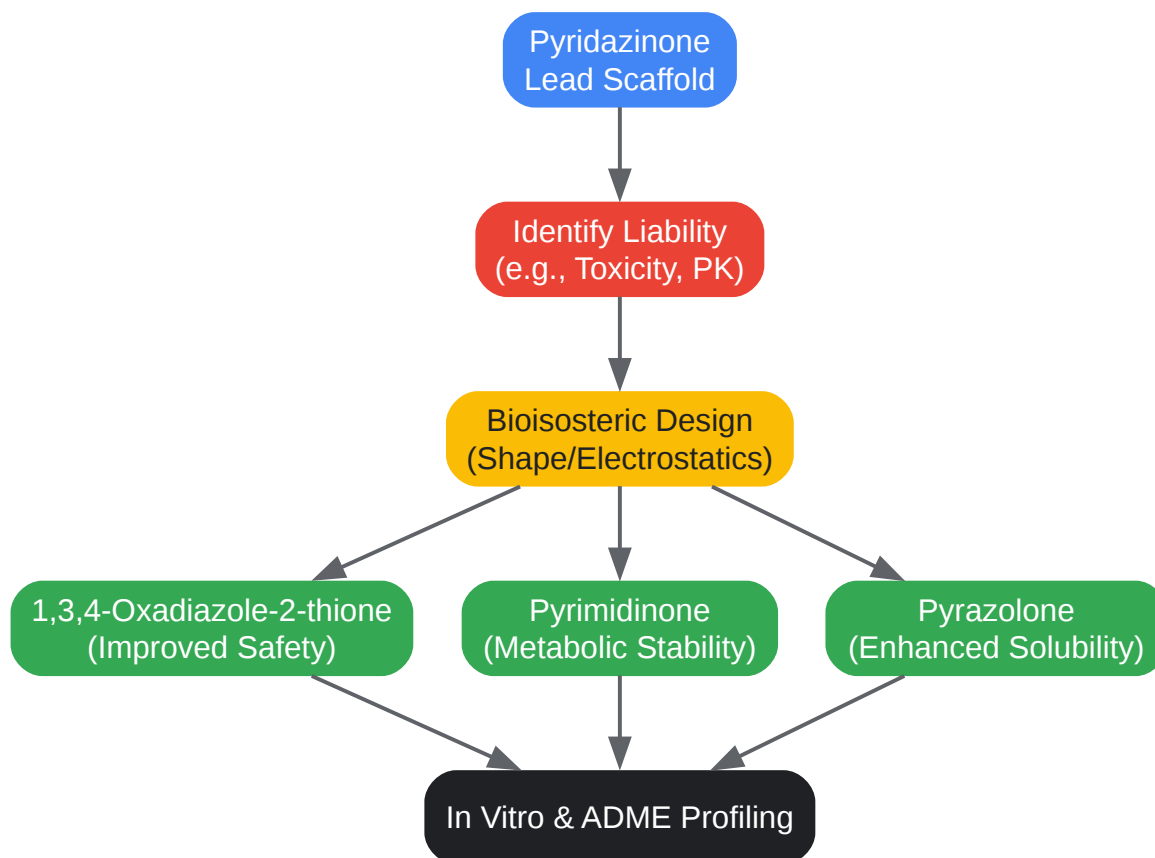 Pyridazinone
Lead Scaffold
Identify Liability
(e.g., Toxicity, PK)
Bioisosteric Design
(Shape/Electrostatics)
1,3,4-Oxadiazole-2-thione
(Improved Safety)
Pyrimidinone
(Metabolic Stability)
Pyrazolone
(Enhanced Solubility)
In Vitro & ADME Profiling